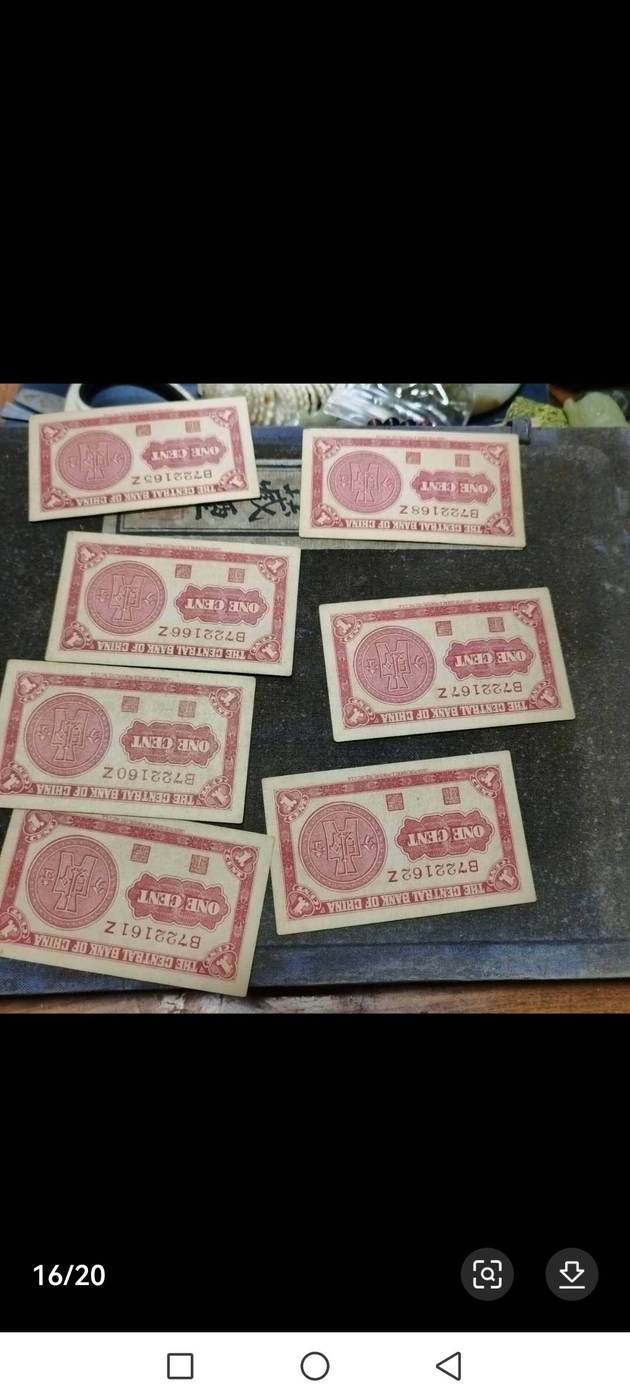 THE CENTRAL BANK OF CHINA
B722165Z
ONE CENT
THE CENTRAL BANK OF CHINA
B722168Z
ONE CENT
THE CENTRAL BANK OF CHINA
B722166Z
ONE CENT
THE CENTRAL BANK OF CHINA
B722167Z
ONE CENT
THE CENTRAL BANK OF CHINA
B722160Z
ONE CENT
THE CENTRAL BANK OF CHINA
B722162Z
ONE CENT
THE CENTRAL BANK OF CHINA
B722161Z
ONE CENT
16/20